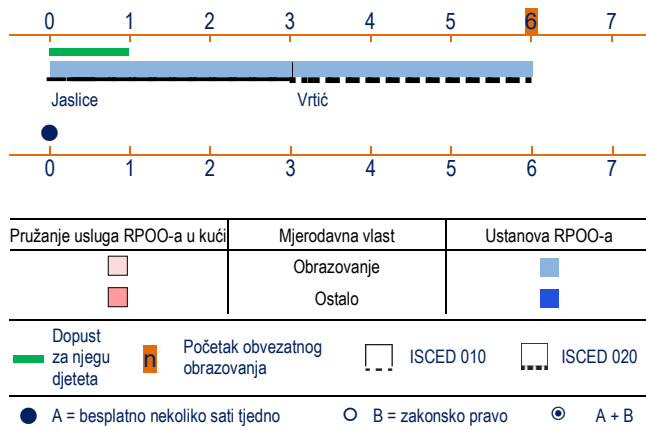 0 1 2 3 4 5 6 7
Jaslice Vrtić
0 1 2 3 4 5 6 7
Pružanje usluga RPOO-a u kući Mjerodavna vlast Ustanova RPOO-a
Obrazovanje
Ostalo
Dopust
za njegu
djeteta
n Početak obvezatnog
obrazovanja
ISCED 010 ISCED 020
A = besplatno nekoliko sati tjedno B = zakonsko pravo A + B